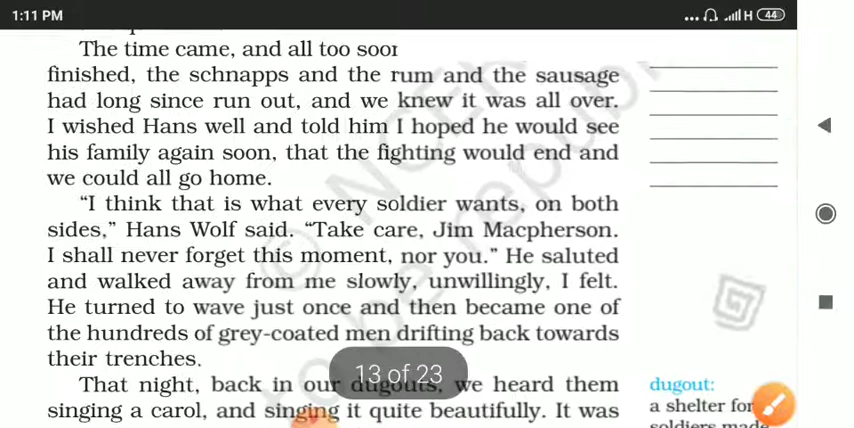 1:11 PM
H 44
The time came, and all too
finished, the schnapps and the rum and the sausage
had long since run out, and we knew it was all over.
I wished Hans well and told him I hoped he would see
his family again soon, that the fighting would end and
we could all go home.
“I think that is what every soldier wants, on both
sides,” Hans Wolf said. “Take care, Jim Macpherson.
I shall never forget this moment, nor you.” He saluted
and walked away from me slowly, unwillingly, I felt.
He turned to wave just once and then became one of
the hundreds of grey-coated men drifting back towards
their trenches.
13 of 23
That night, back in our dugouts, we heard them
singing a carol, and singing it quite beautifully. It was
dugout:
a shelter for
soldiers made
© NCER
to be republi